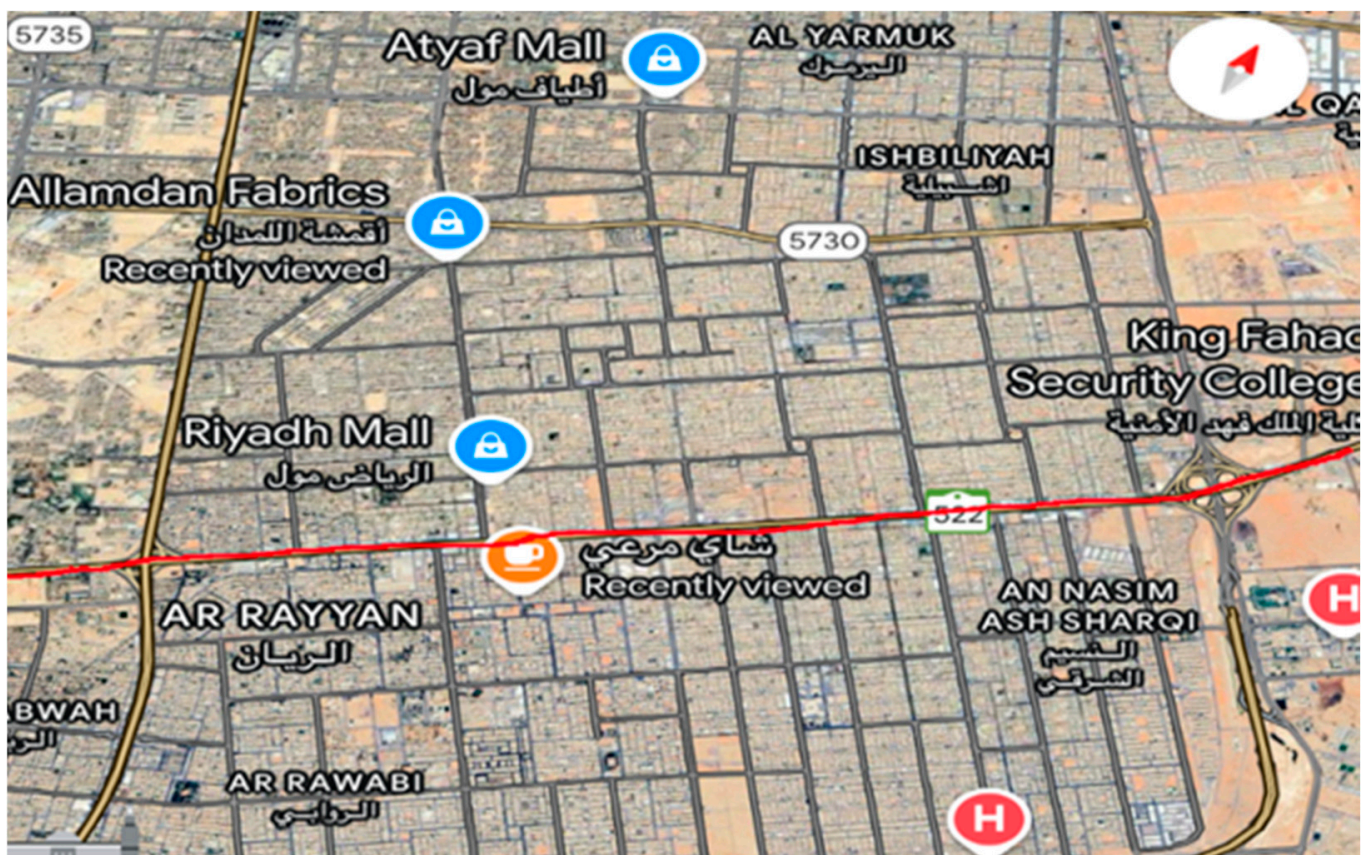 5735
Atyaf Mall
أطياف مول
AL YARMUK
اليرموك
ISHBILIYAH
اشبيلية
Allamdan Fabrics
أقمشة اللمدان
Recently viewed
5730
King Fahad
Security College
كلية الملك فهد الأمنية
Riyadh Mall
الرياض مول
522
شاي مرعي
Recently viewed
AR RAYYAN
الريان
AN NASIM
ASH SHARQI
النسيم
الشرقي
H
ABWAH
AR RAWABI
الروابي
H